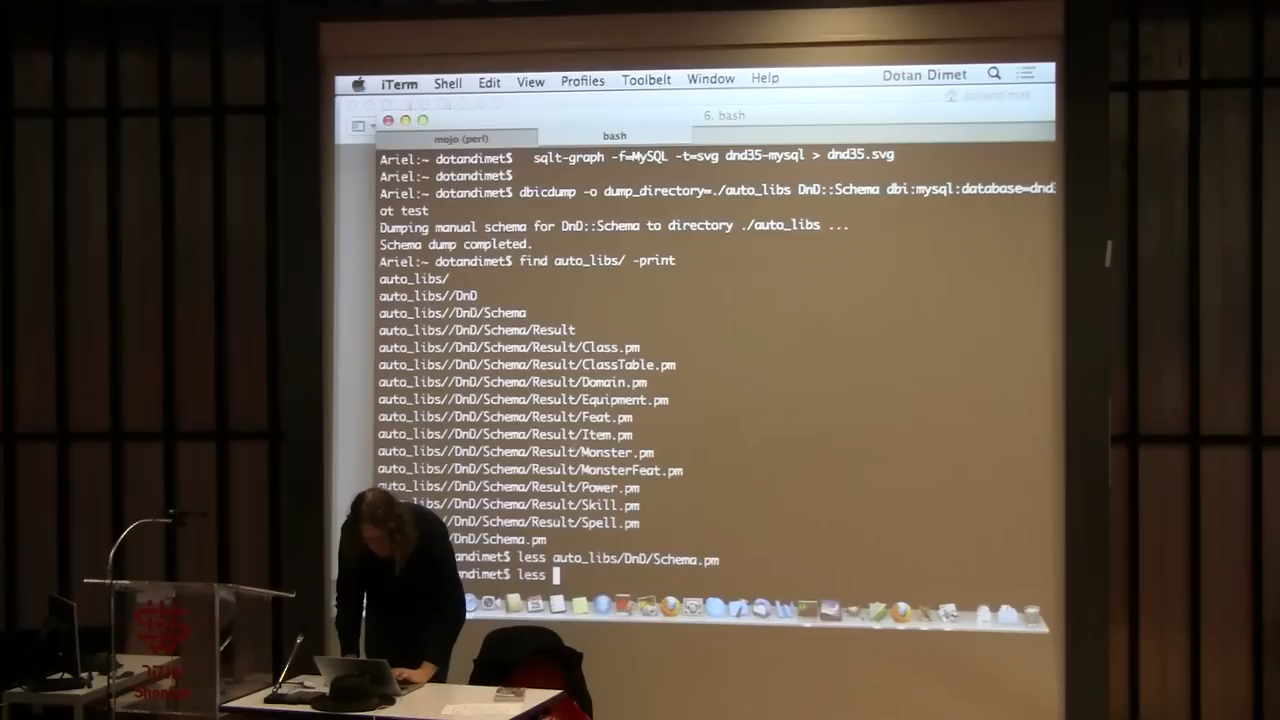 iTerm Shell Edit View Profiles Toolbelt Window Help Dotan Dimet
dotandimet
6. bash
mojo (perl) bash
Ariel:~ dotandimet$ sqlt-graph -f=MySQL -t=svg dnd35-mysql > dnd35.svg
Ariel:~ dotandimet$
Ariel:~ dotandimet$ dbicdump -o dump_directory=./auto_libs DnD::Schema dbi:mysql:database=dnd3
ot test
Dumping manual schema for DnD::Schema to directory ./auto_libs ...
Schema dump completed.
Ariel:~ dotandimet$ find auto_libs/ -print
auto_libs/
auto_libs//DnD
auto_libs//DnD/Schema
auto_libs//DnD/Schema/Result
auto_libs//DnD/Schema/Result/Class.pm
auto_libs//DnD/Schema/Result/ClassTable.pm
auto_libs//DnD/Schema/Result/Domain.pm
auto_libs//DnD/Schema/Result/Equipment.pm
auto_libs//DnD/Schema/Result/Feat.pm
auto_libs//DnD/Schema/Result/Item.pm
auto_libs//DnD/Schema/Result/Monster.pm
auto_libs//DnD/Schema/Result/MonsterFeat.pm
auto_libs//DnD/Schema/Result/Power.pm
libs//DnD/Schema/Result/Skill.pm
//DnD/Schema/Result/Spell.pm
/DnD/Schema.pm
andimet$ less auto_libs/DnD/Schema.pm
andimet$ less
שנקר
Shenkar